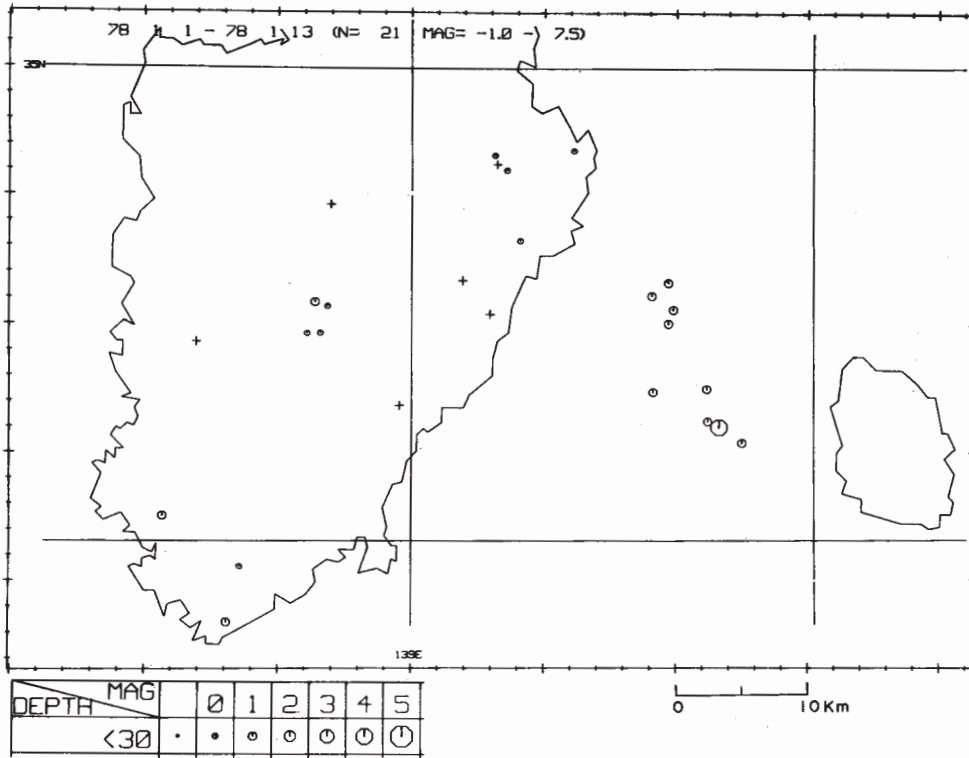 78 1 1 - 78 1 13 (N= 21 MAG= -1.0 - 7.5)
35N
139E
MAG
DEPTH
0 1 2 3 4 5
<30
0 10Km